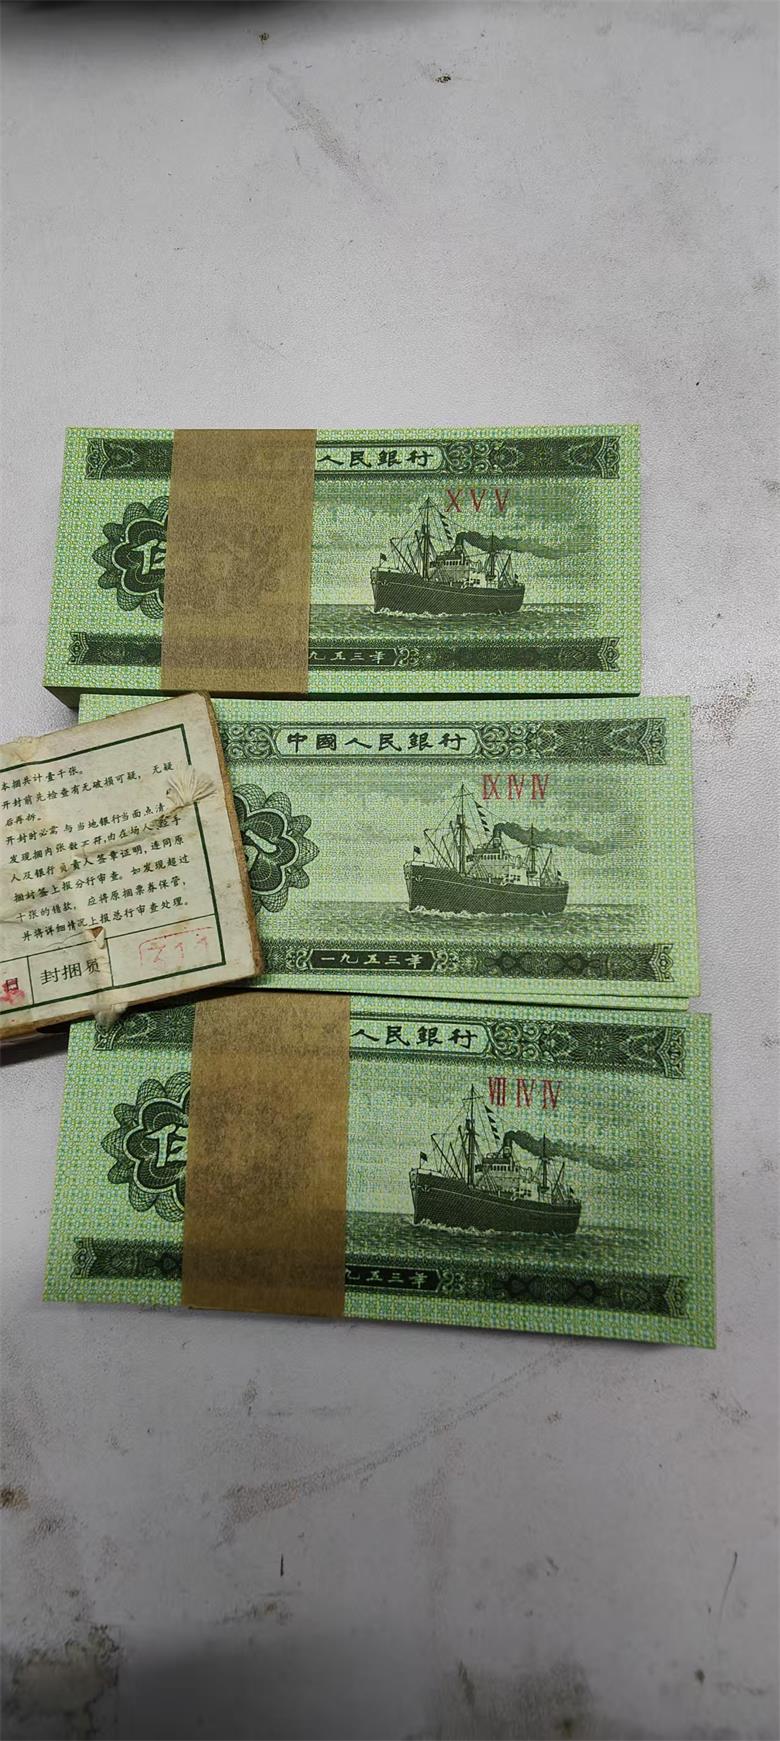 人民銀行
X V V
九五三年
中國人民銀行
IX IV IV
一九五三年
本捆共计壹千张。
开封前先检查有无破损可疑，无疑
后再拆。
开封时必需与当地银行当面点清，
发现捆内张数不符，由在场人、经手
人及银行负责人签章证明，连同原
捆封签上报分行审查。如发现超过
千张的错款，应将原捆票券保管，
并将详细情况上报总行审查处理。
日
封捆员
人民銀行
VII IV IV
五三年